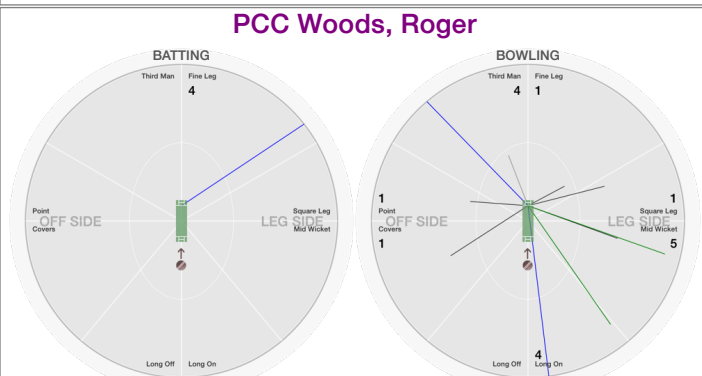 PCC Woods, Roger
BATTING
Third Man
Fine Leg
4
Point
OFF SIDE
Covers
Square Leg
LEG SIDE
Mid Wicket
Long Off
Long On
BOWLING
Third Man
Fine Leg
4
1
1
Point
OFF SIDE
Covers
1
1
Square Leg
LEG SIDE
Mid Wicket
5
4
Long Off
Long On